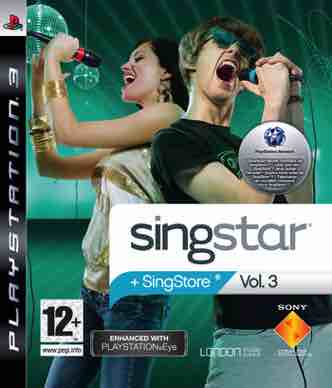 PLAYSTATION 3
PlayStation Network
singstar
+ SingStore
Vol. 3
SONY
12+
www.pegi.info
ENHANCED WITH
PLAYSTATION Eye
LONDON